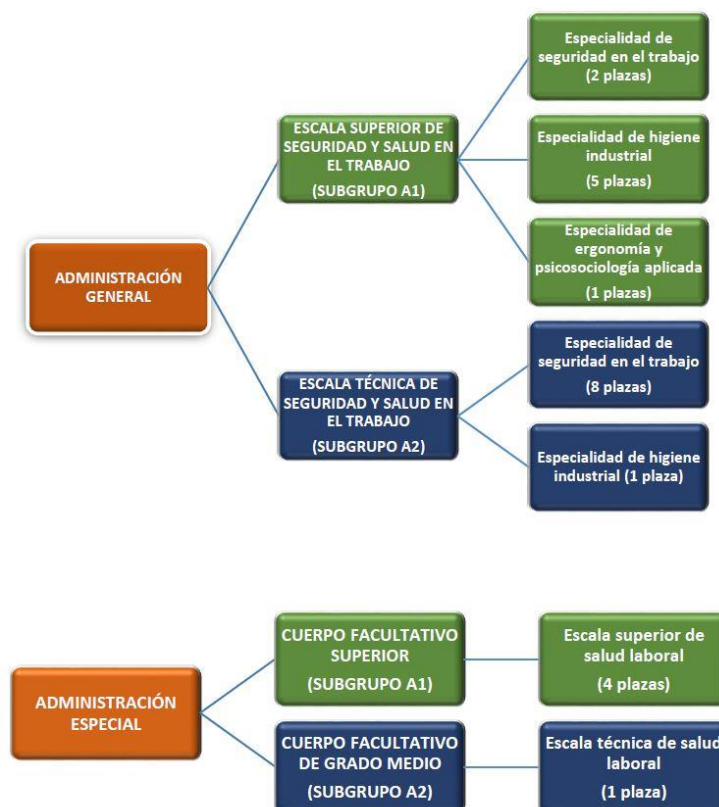 Especialidad de
seguridad en el trabajo
(2 plazas)
ESCALA SUPERIOR DE
SEGURIDAD Y SALUD EN
EL TRABAJO
(SUBGRUPO A1)
Especialidad de higiene
industrial
(5 plazas)
Especialidad de
ergonomía y
psicosociología aplicada
(1 plazas)
ADMINISTRACIÓN
GENERAL
ESCALA TÉCNICA DE
SEGURIDAD Y SALUD EN
EL TRABAJO
(SUBGRUPO A2)
Especialidad de
seguridad en el trabajo
(8 plazas)
Especialidad de higiene
industrial (1 plaza)
ADMINISTRACIÓN
ESPECIAL
CUERPO FACULTATIVO
SUPERIOR
(SUBGRUPO A1)
Escala superior de
salud laboral
(4 plazas)
CUERPO FACULTATIVO
DE GRADO MEDIO
(SUBGRUPO A2)
Escala técnica de salud
laboral
(1 plaza)